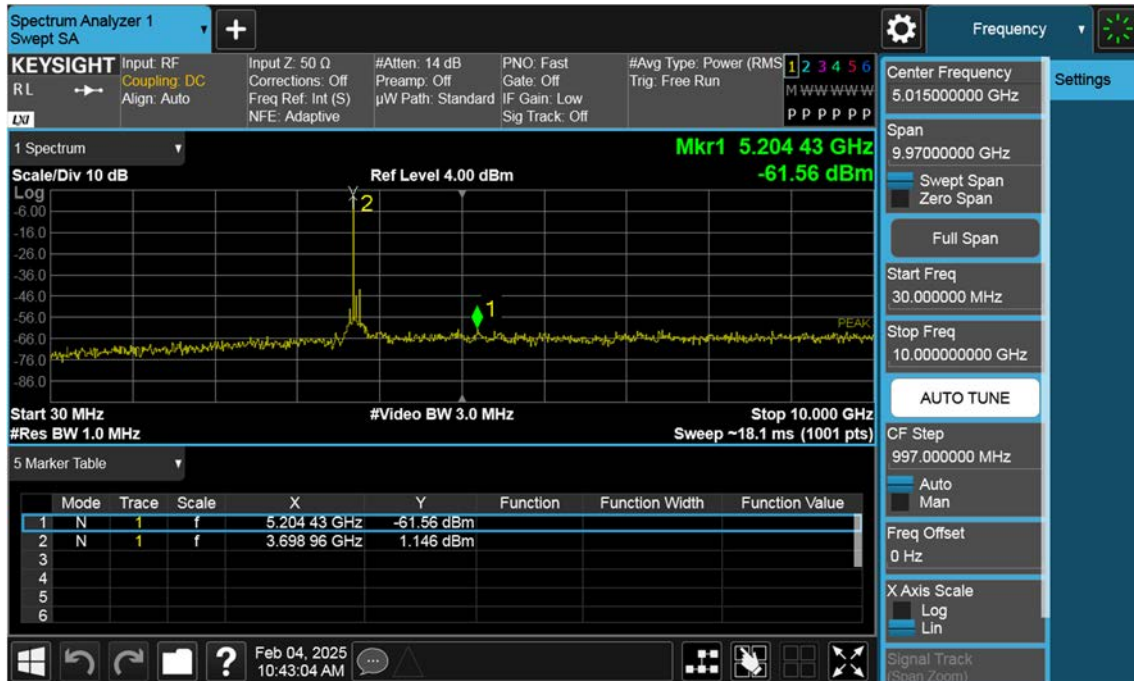 Spectrum Analyzer 1
Swept SA
Frequency
KEYSIGHT
RL
LXI
Input: RF
Coupling: DC
Align: Auto
Input Z: 50 Ω
Corrections: Off
Freq Ref: Int (S)
NFE: Adaptive
#Atten: 14 dB
Preamp: Off
µW Path: Standard
PNO: Fast
Gate: Off
IF Gain: Low
Sig Track: Off
#Avg Type: Power (RMS
Trig: Free Run
1 2 3 4 5 6
M W W W W W
P P P P P P
1 Spectrum
Scale/Div 10 dB
Ref Level 4.00 dBm
Mkr1 5.204 43 GHz
-61.56 dBm
Log
-6.00
-16.0
-26.0
-36.0
-46.0
-56.0
-66.0
-76.0
-86.0
2
1
PEAK
Start 30 MHz
#Video BW 3.0 MHz
Stop 10.000 GHz
#Res BW 1.0 MHz
Sweep ~18.1 ms (1001 pts)
5 Marker Table
Mode Trace Scale X Y Function Function Width Function Value
1 N 1 f 5.204 43 GHz -61.56 dBm
2 N 1 f 3.698 96 GHz 1.146 dBm
3
4
5
6
Feb 04, 2025
10:43:04 AM
Center Frequency
5.015000000 GHz
Span
9.97000000 GHz
Swept Span
Zero Span
Full Span
Start Freq
30.000000 MHz
Stop Freq
10.000000000 GHz
AUTO TUNE
CF Step
997.000000 MHz
Auto
Man
Freq Offset
0 Hz
X Axis Scale
Log
Lin
Signal Track
(Span Zoom)
Settings